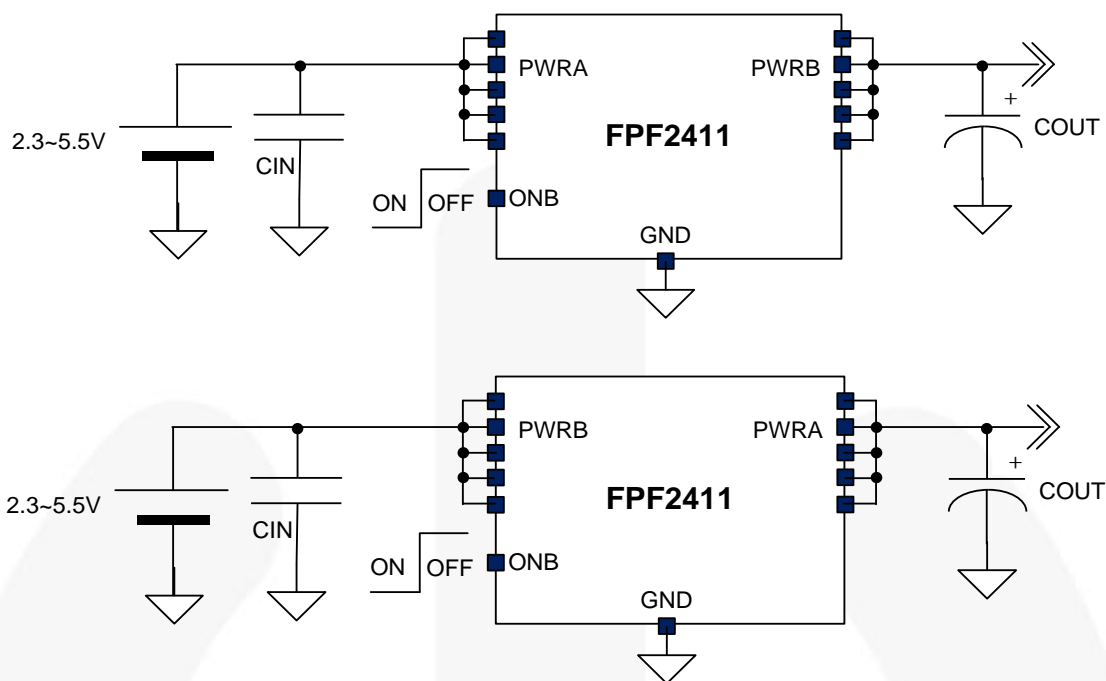 PWRA
PWRB
FPF2411
2.3~5.5V
CIN
+
COUT
ON
OFF
ONB
GND
PWRB
PWRA
FPF2411
2.3~5.5V
CIN
+
COUT
ON
OFF
ONB
GND